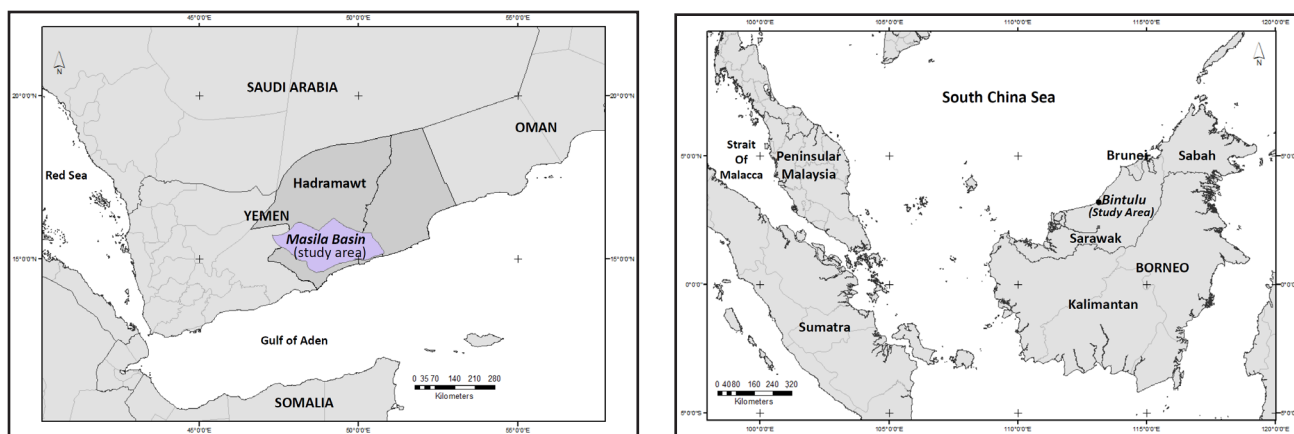 45°0'0"E 50°0'0"E 55°0'0"E
SAUDI ARABIA
20°0'0"N
20°0'0"N
OMAN
Red Sea
Hadramawt
YEMEN
Masila Basin
(study area)
15°0'0"N
15°0'0"N
Gulf of Aden
0 35 70 140 210 280
Kilometers
SOMALIA
45°0'0"E 50°0'0"E 55°0'0"E
N
100°0'0"E 105°0'0"E 110°0'0"E 115°0'0"E 120°0'0"E
N
South China Sea
Strait
Of
Malacca
Peninsular
Malaysia
5°0'0"N
5°0'0"N
Brunei
Sabah
Bintulu
(Study Area)
Sarawak
BORNEO
0°0'0"
0°0'0"
Kalimantan
Sumatra
0 40 80 160 240 320
Kilometers
5°0'0"S
5°0'0"S
100°0'0"E 105°0'0"E 110°0'0"E 115°0'0"E 120°0'0"E